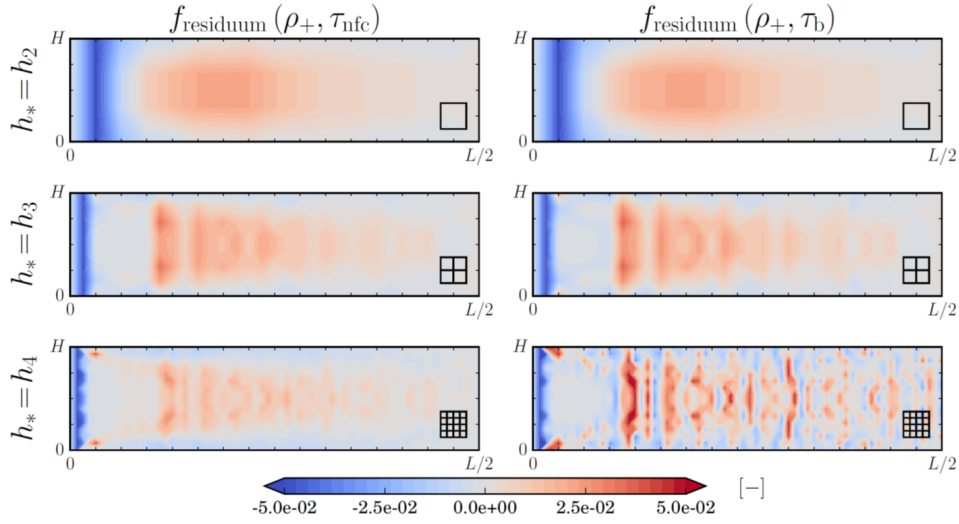 f_residuum (ρ_+, τ_nfc) f_residuum (ρ_+, τ_b)
h_* = h_2
H H
0 0
0 L/2 0 L/2
h_* = h_3
H H
0 0
0 L/2 0 L/2
h_* = h_4
H H
0 0
0 L/2 0 L/2
-5.0e-02 -2.5e-02 0.0e+00 2.5e-02 5.0e-02 [−]